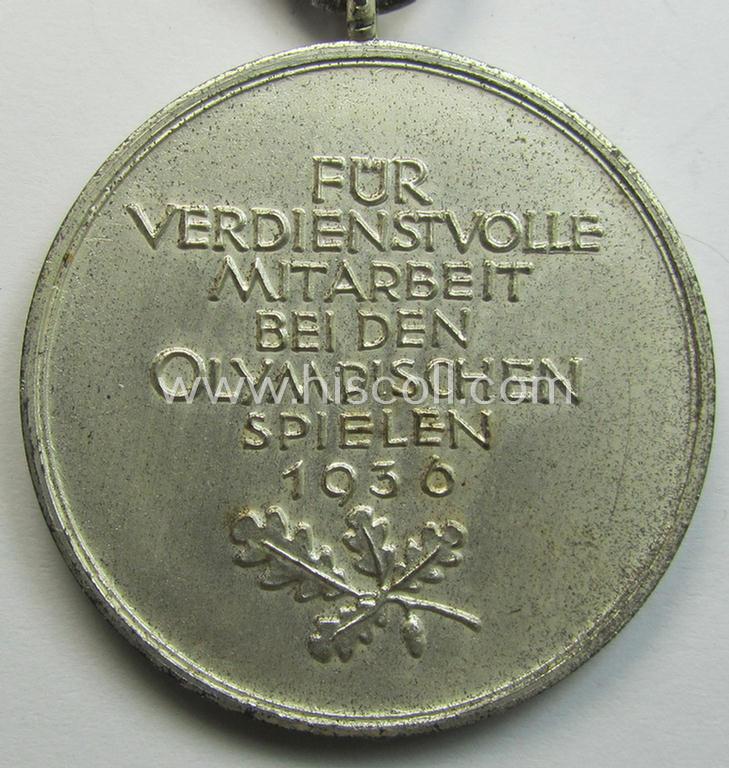 FÜR
VERDIENSTVOLLE
MITARBEIT
BEI DEN
OLYMPISCHEN
www.hiscoll.com
SPIELEN
1936